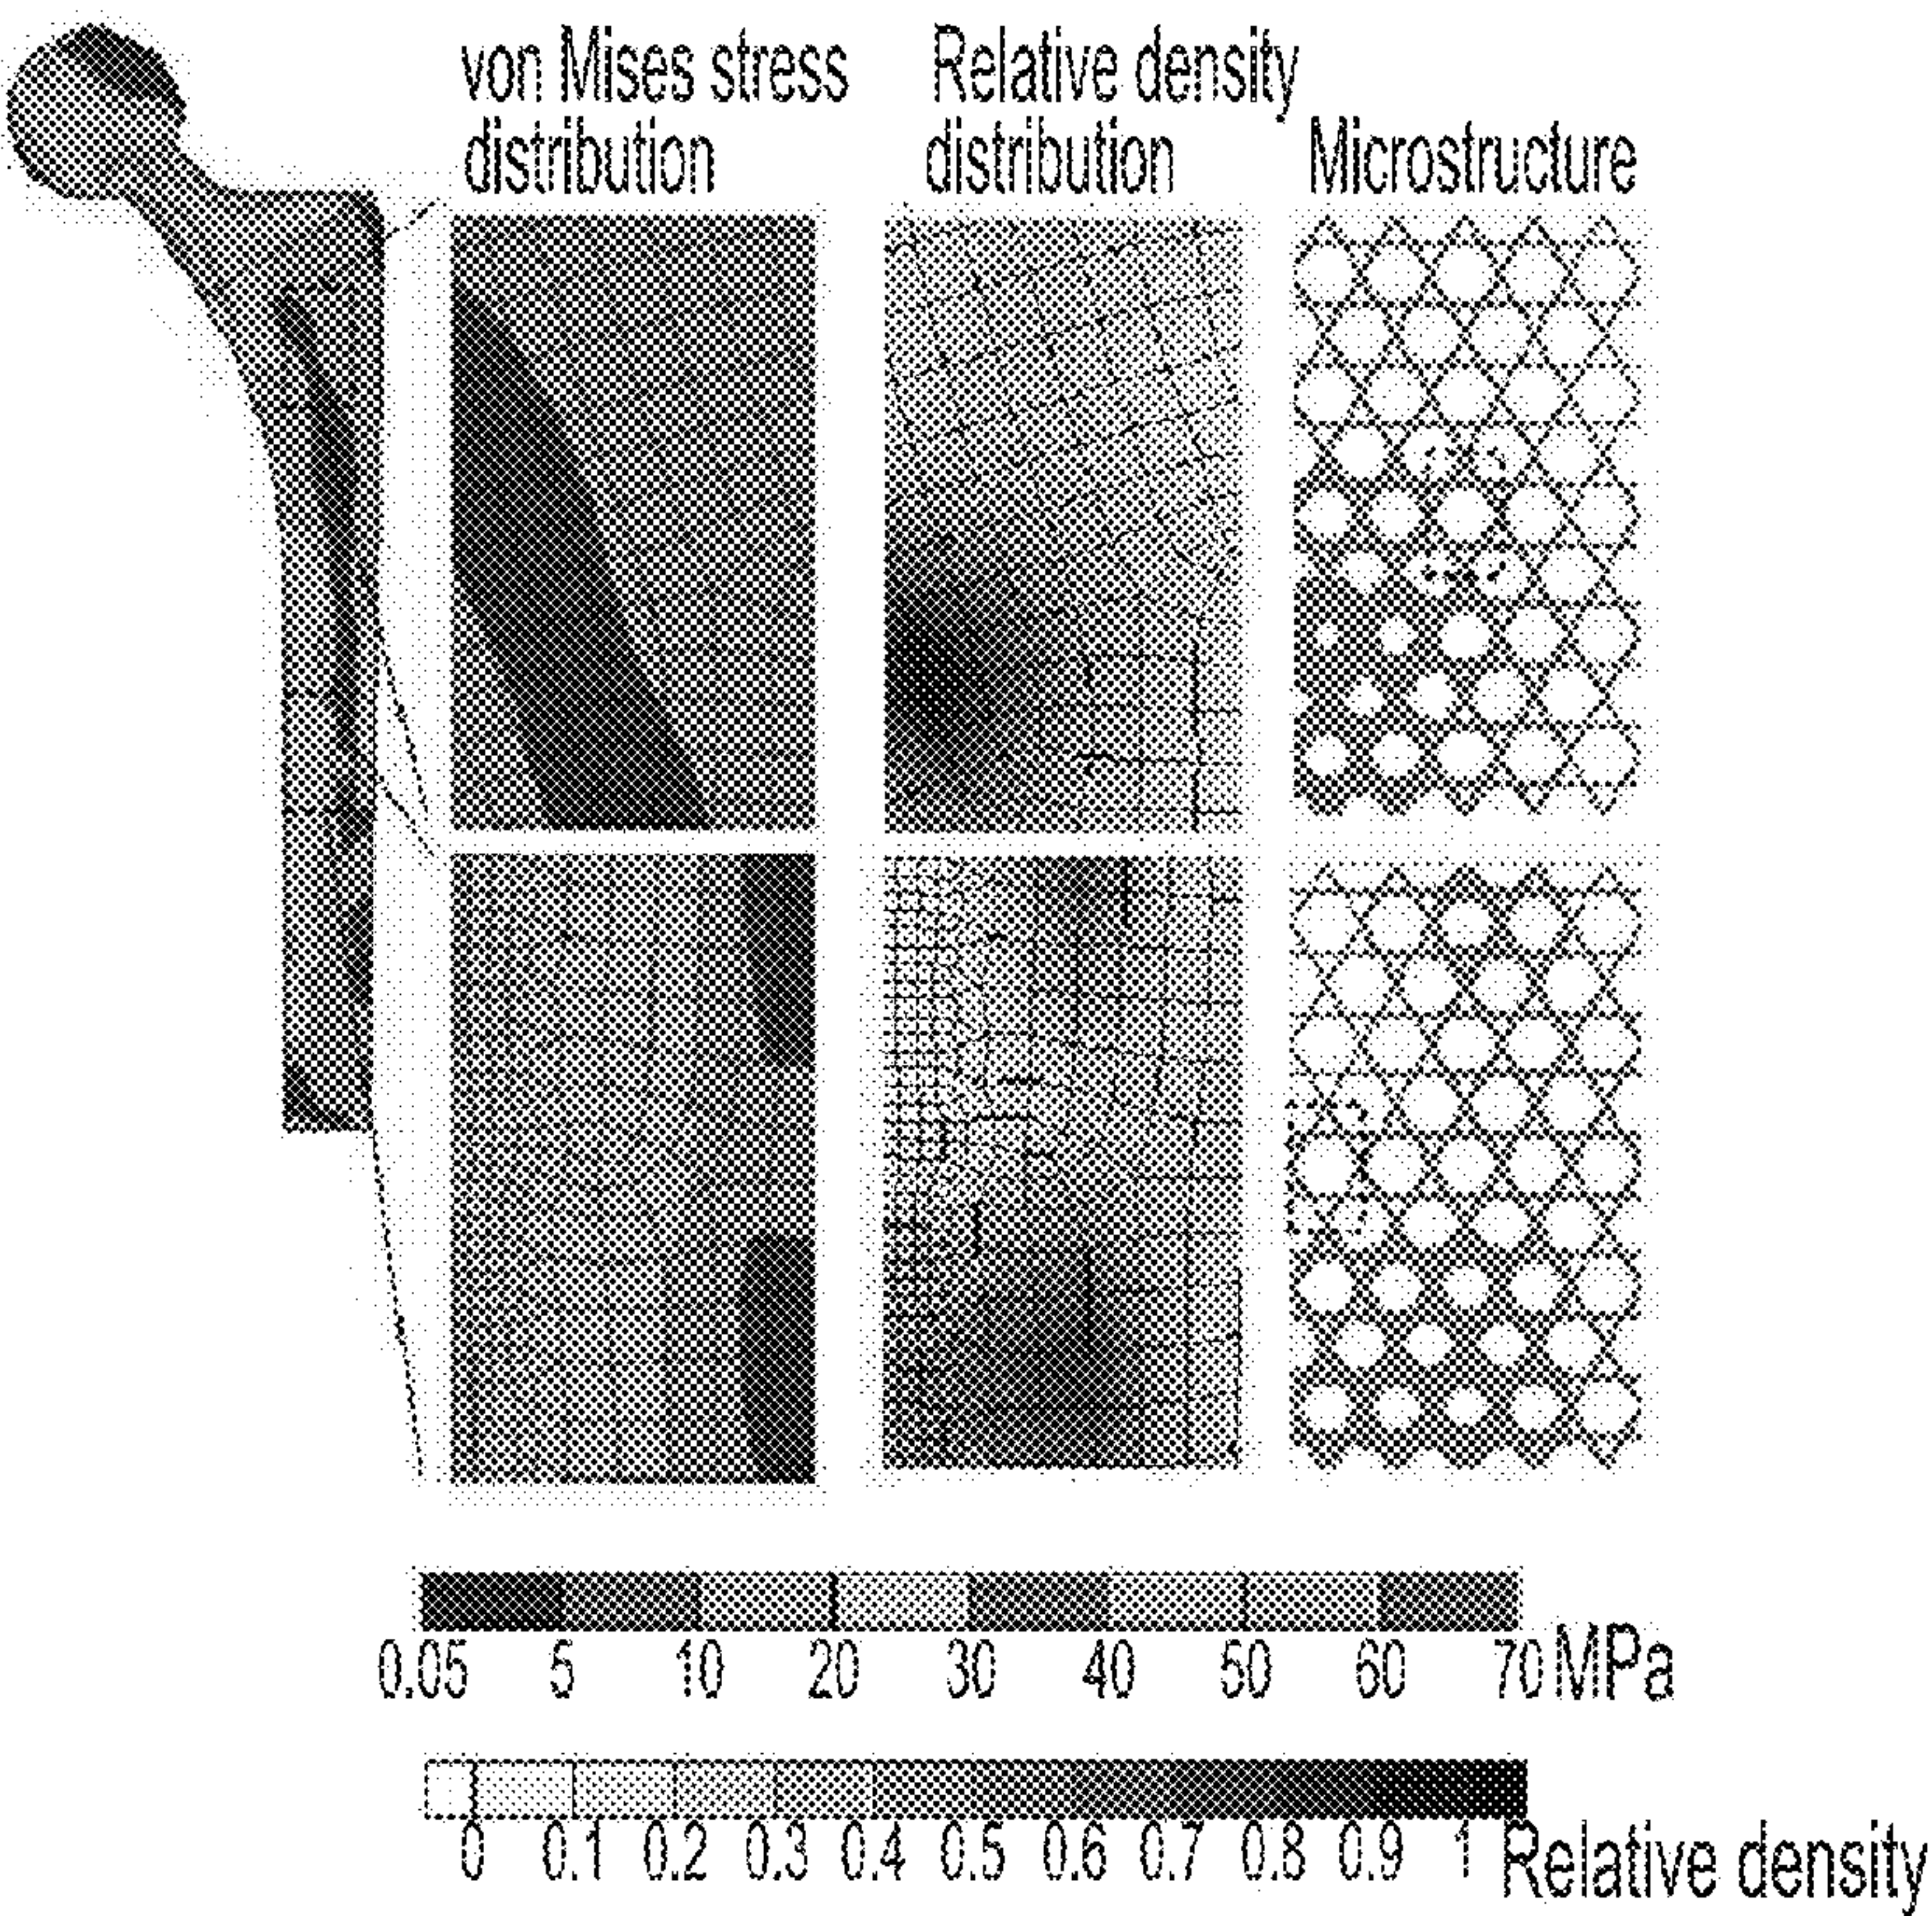 von Mises stress
distribution
Relative density
distribution
Microstructure
0.05 5 10 20 30 40 50 60 70 MPa
0 0.1 0.2 0.3 0.4 0.5 0.6 0.7 0.8 0.9 1 Relative density